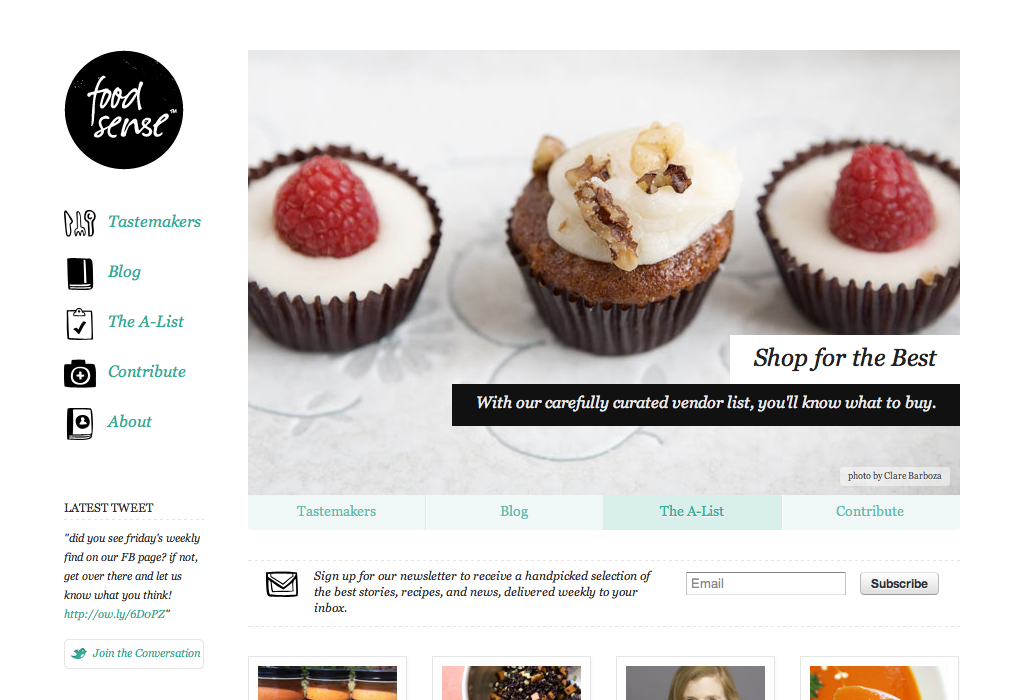 food
sense™
Tastemakers
Blog
The A-List
Contribute
About
LATEST TWEET
"did you see friday's weekly
find on our FB page? if not,
get over there and let us
know what you think!
http://ow.ly/6D0PZ"
Join the Conversation
Shop for the Best
With our carefully curated vendor list, you'll know what to buy.
photo by Clare Barboza
Tastemakers
Blog
The A-List
Contribute
Sign up for our newsletter to receive a handpicked selection of
the best stories, recipes, and news, delivered weekly to your
inbox.
Email
Subscribe